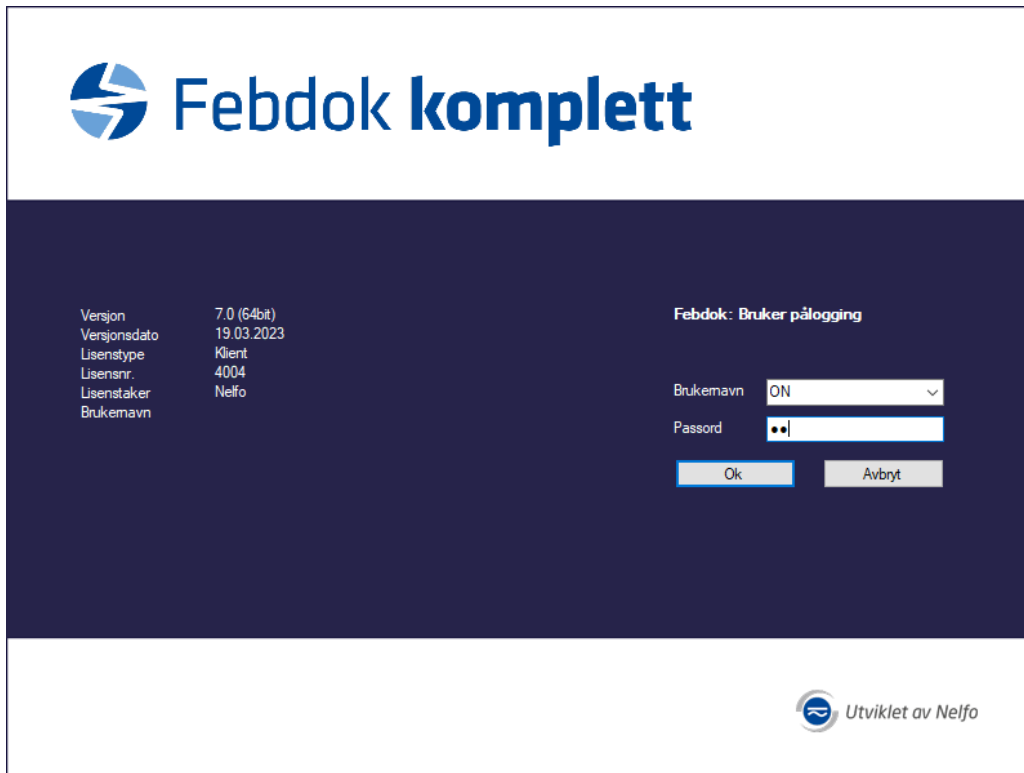 Febdok komplett
Versjon 7.0 (64bit)
Versjonsdato 19.03.2023
Lisenstype Klient
Lisensnr. 4004
Lisenstaker Nelfo
Brukernavn
Febdok: Bruker pålogging
Brukernavn ON
Passord ••
Ok Avbryt
Utviklet av Nelfo